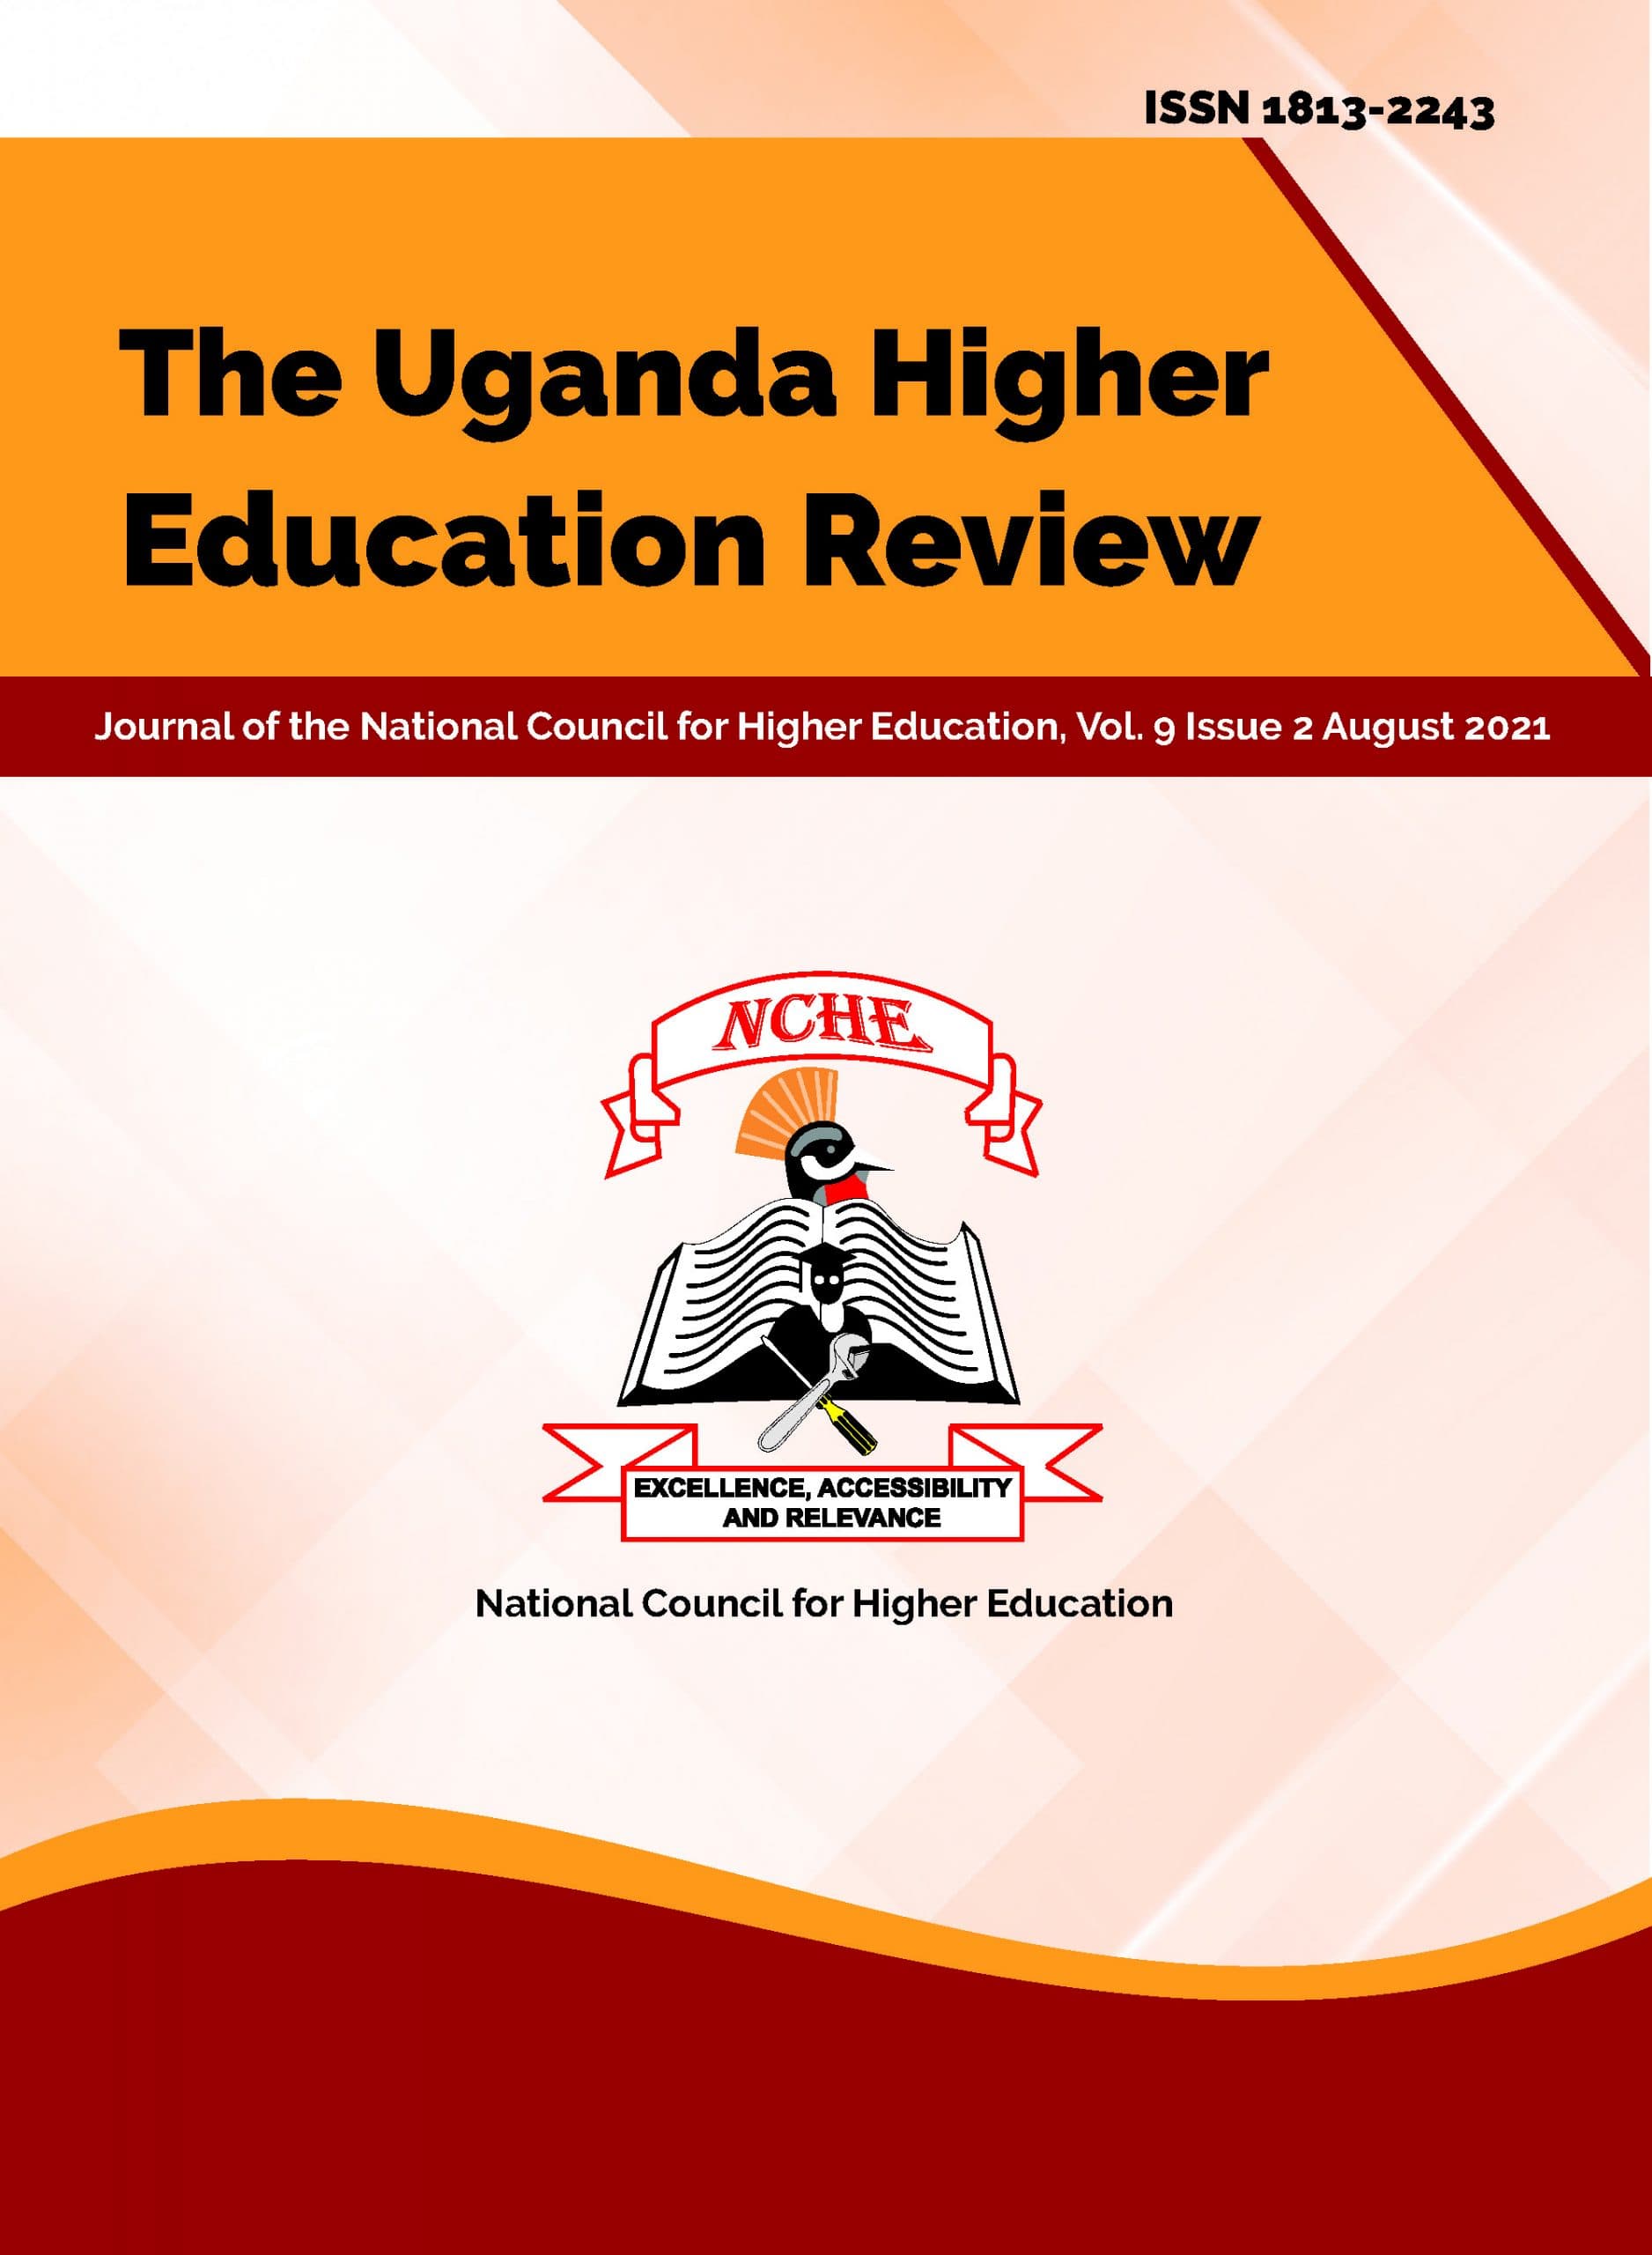 ISSN 1813-2243
The Uganda Higher
Education Review
Journal of the National Council for Higher Education, Vol. 9 Issue 2 August 2021
NCHE
EXCELLENCE, ACCESSIBILITY
AND RELEVANCE
National Council for Higher Education